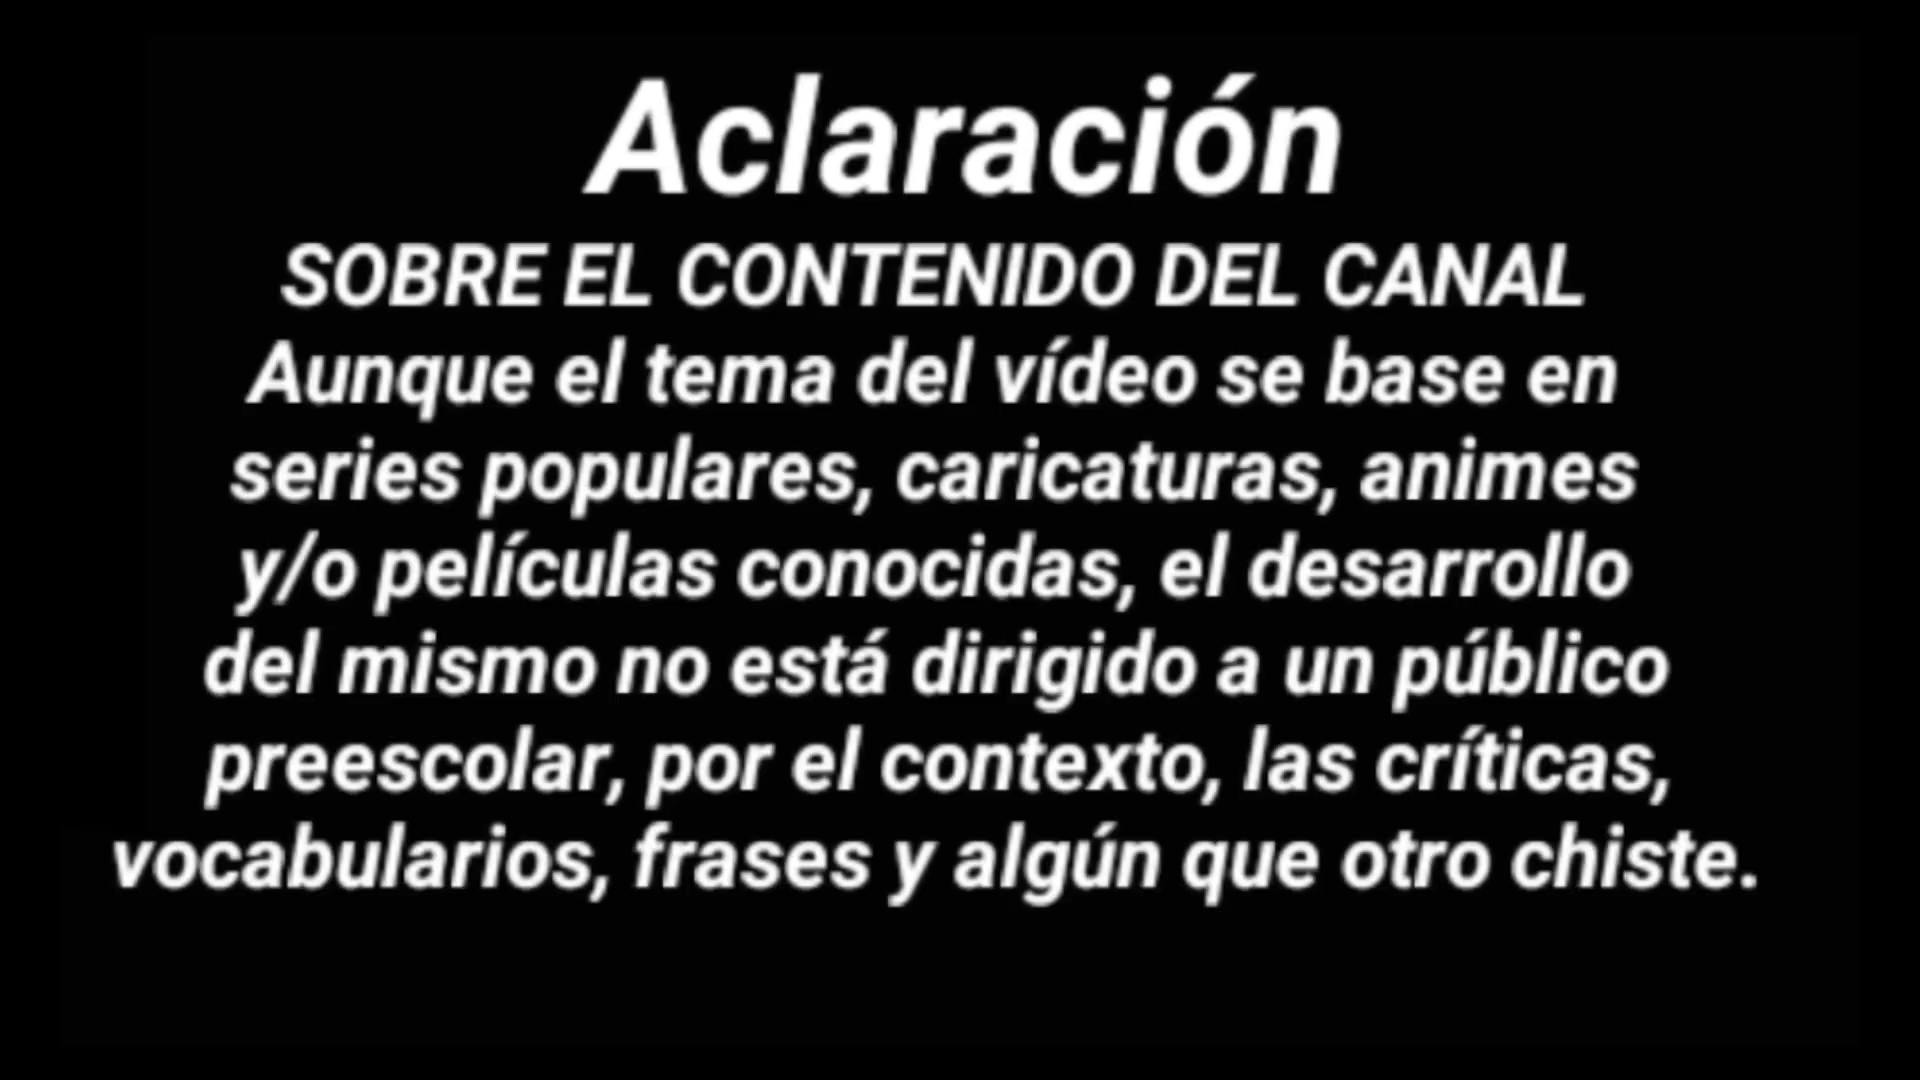 Aclaración
SOBRE EL CONTENIDO DEL CANAL
Aunque el tema del vídeo se base en
series populares, caricaturas, animes
y/o películas conocidas, el desarrollo
del mismo no está dirigido a un público
preescolar, por el contexto, las críticas,
vocabularios, frases y algún que otro chiste.